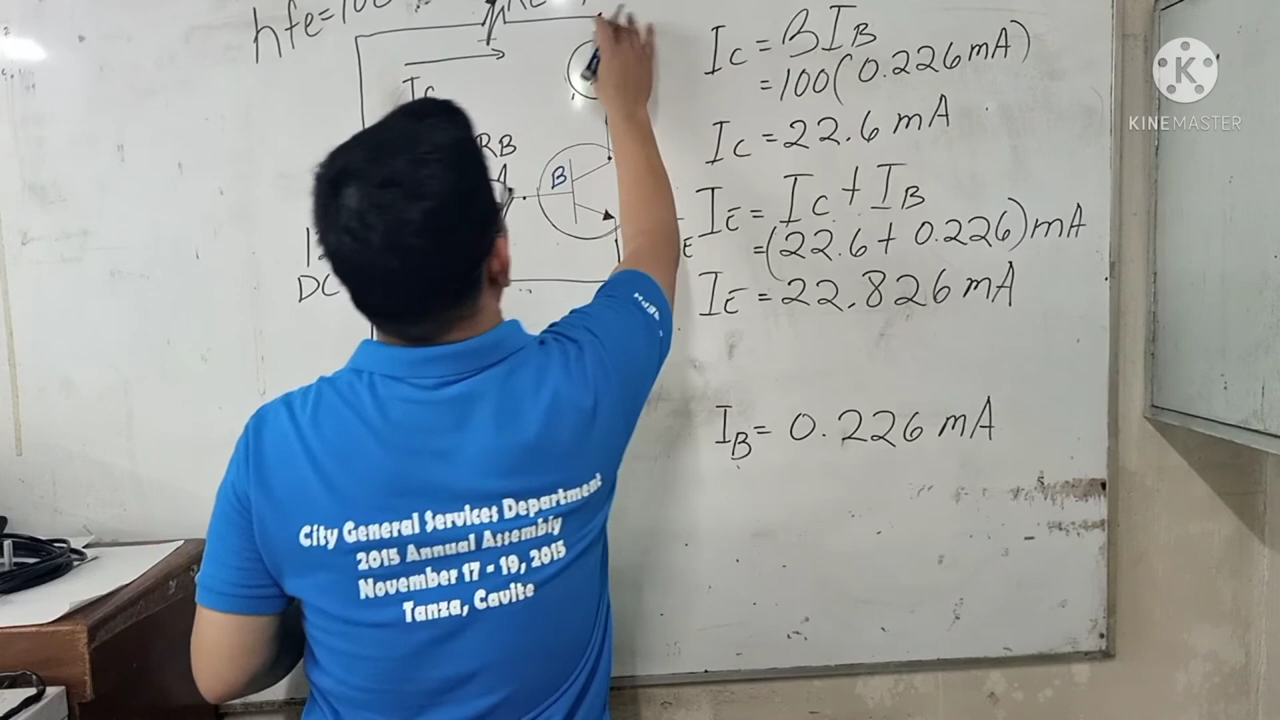 hfe=100
Ic
RB
B
DC
E
Ic = BIB
=100(0.226mA)
Ic = 22.6 mA
IE = Ic + IB
=(22.6 + 0.226)mA
IE = 22.826 mA
IB = 0.226 mA
K
KINEMASTER
City General Services Department
2015 Annual Assembly
November 17 - 19, 2015
Tanza, Cavite